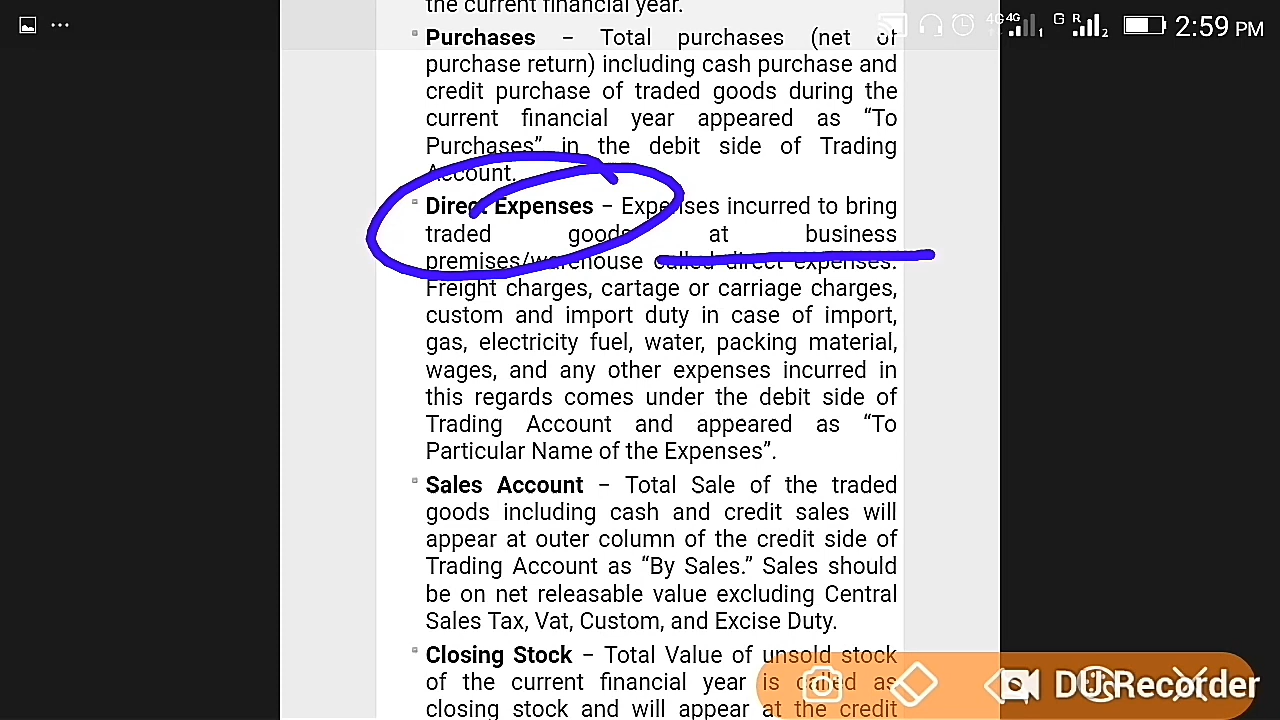 the current financial year.
4G 4G 1 G R 2 2:59 PM
Purchases – Total purchases (net of
purchase return) including cash purchase and
credit purchase of traded goods during the
current financial year appeared as “To
Purchases” in the debit side of Trading
Account.
Direct Expenses – Expenses incurred to bring
traded goods at business
premises/warehouse called direct expenses.
Freight charges, cartage or carriage charges,
custom and import duty in case of import,
gas, electricity fuel, water, packing material,
wages, and any other expenses incurred in
this regards comes under the debit side of
Trading Account and appeared as “To
Particular Name of the Expenses”.
Sales Account – Total Sale of the traded
goods including cash and credit sales will
appear at outer column of the credit side of
Trading Account as “By Sales.” Sales should
be on net releasable value excluding Central
Sales Tax, Vat, Custom, and Excise Duty.
Closing Stock – Total Value of unsold stock
of the current financial year is called as
closing stock and will appear at the credit
DU Recorder